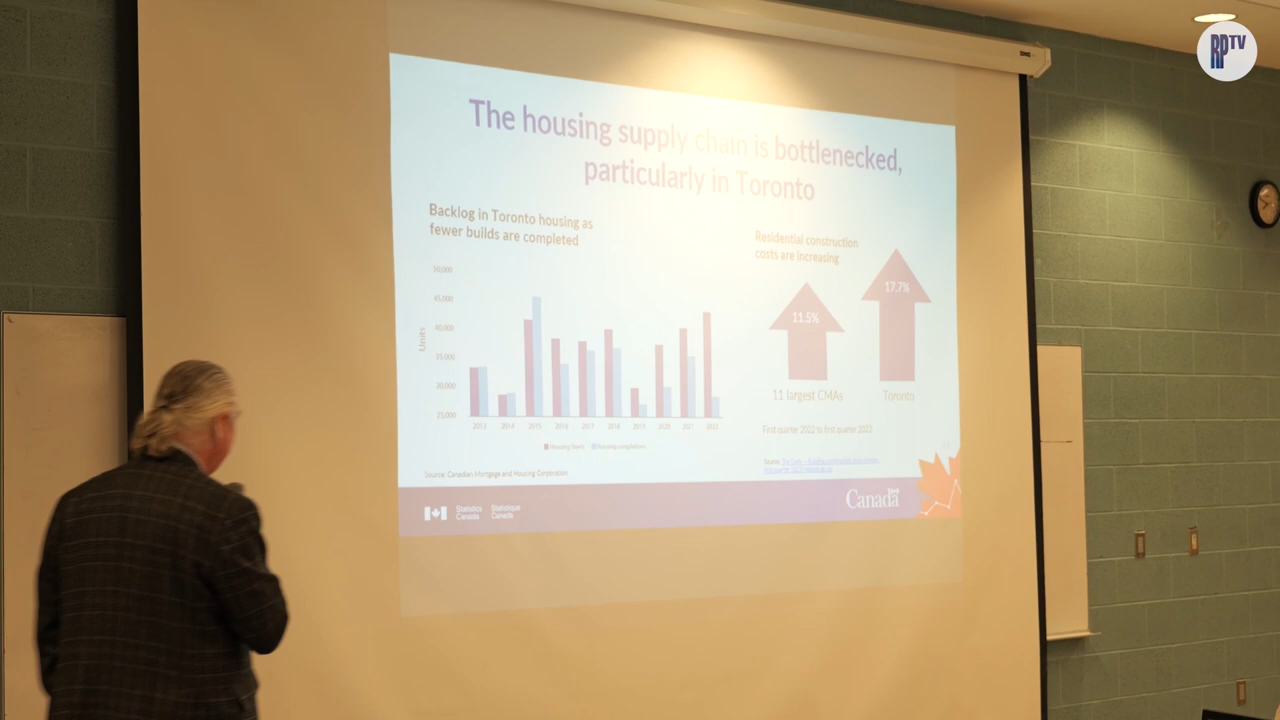 RPTV
The housing supply chain is bottlenecked,
particularly in Toronto
Backlog in Toronto housing as
fewer builds are completed
50,000
45,000
40,000
35,000
30,000
25,000
Units
2013 2014 2015 2016 2017 2018 2019 2020 2021 2022
Housing Starts Housing completions
Source: Canadian Mortgage and Housing Corporation
Residential construction
costs are increasing
11.5%
17.7%
11 largest CMAs
Toronto
First quarter 2022 to first quarter 2023
Source:
Statistics Statistique
Canada Canada
Canada